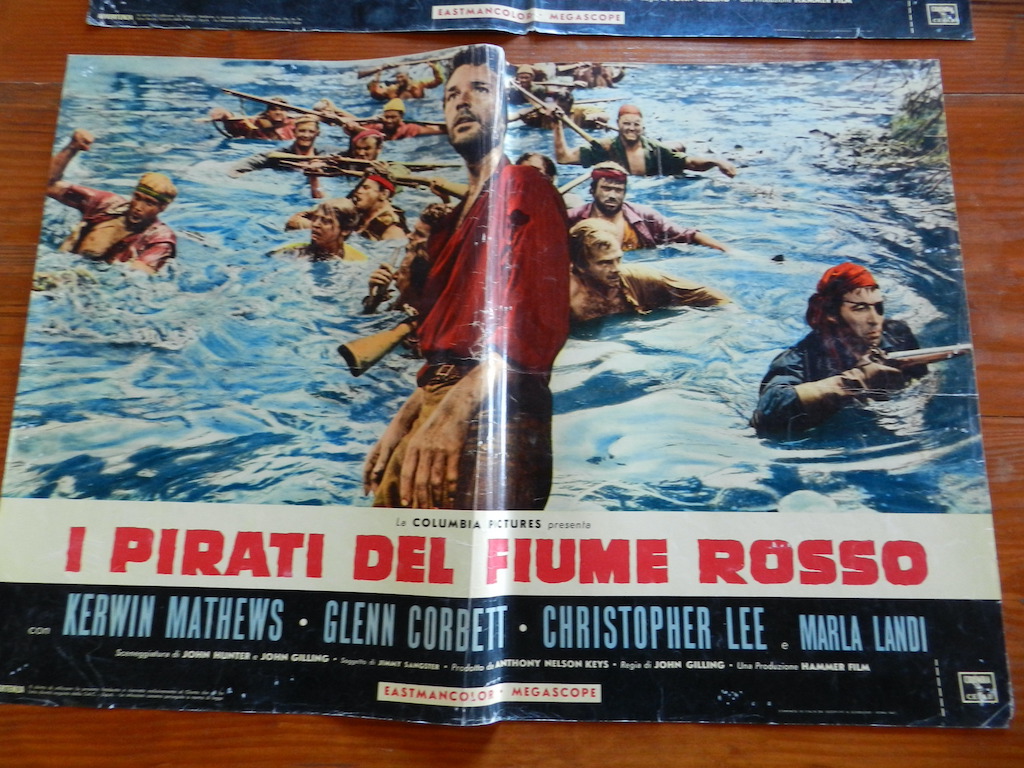 EASTMANCOLOR · MEGASCOPE
La COLUMBIA PICTURES presenta
I PIRATI DEL FIUME ROSSO
con KERWIN MATHEWS · GLENN CORBETT · CHRISTOPHER LEE e MARLA LANDI
Sceneggiatura di JOHN HUNTER e JOHN GILLING · Soggetto di JIMMY SANGSTER · Prodotto da ANTHONY NELSON KEYS · Regia di JOHN GILLING · Una Produzione HAMMER FILM
EASTMANCOLOR · MEGASCOPE